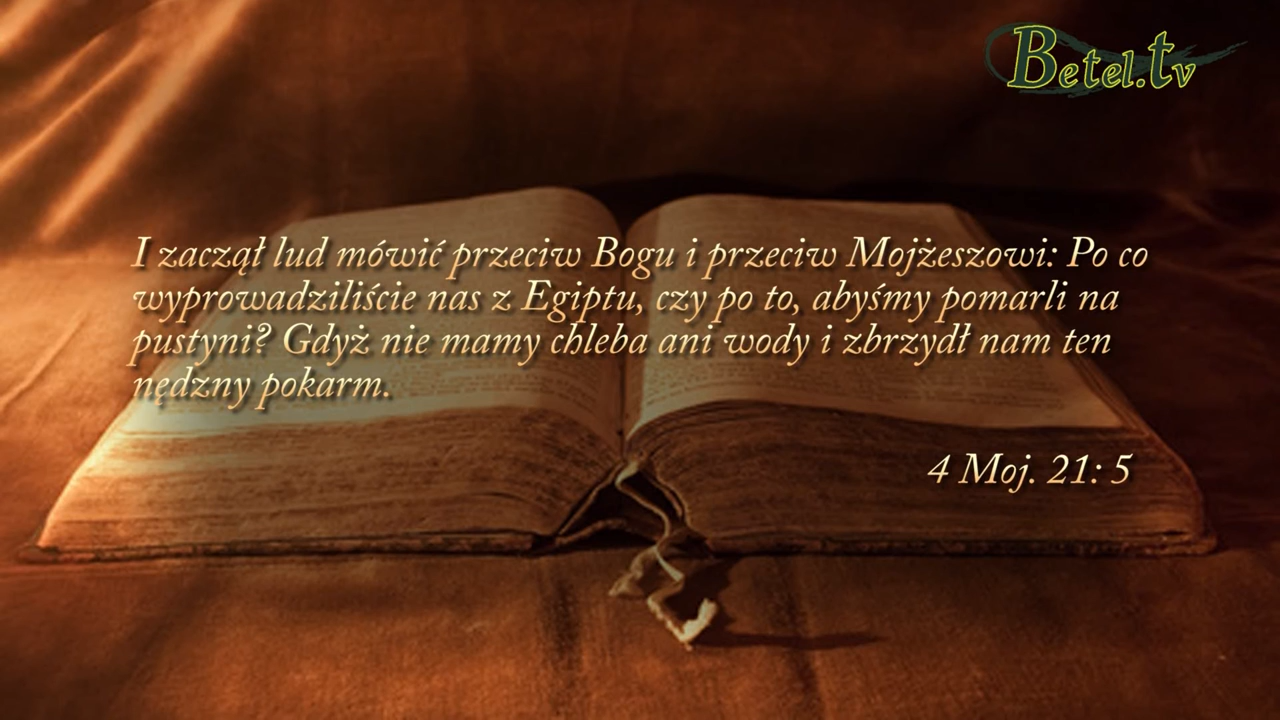 Betel.tv
I zaczął lud mówić przeciw Bogu i przeciw Mojżeszowi: Po co
wyprowadziliście nas z Egiptu, czy po to, abyśmy pomarli na
pustyni? Gdyż nie mamy chleba ani wody i zbrzydł nam ten
nędzny pokarm.
4 Moj. 21: 5